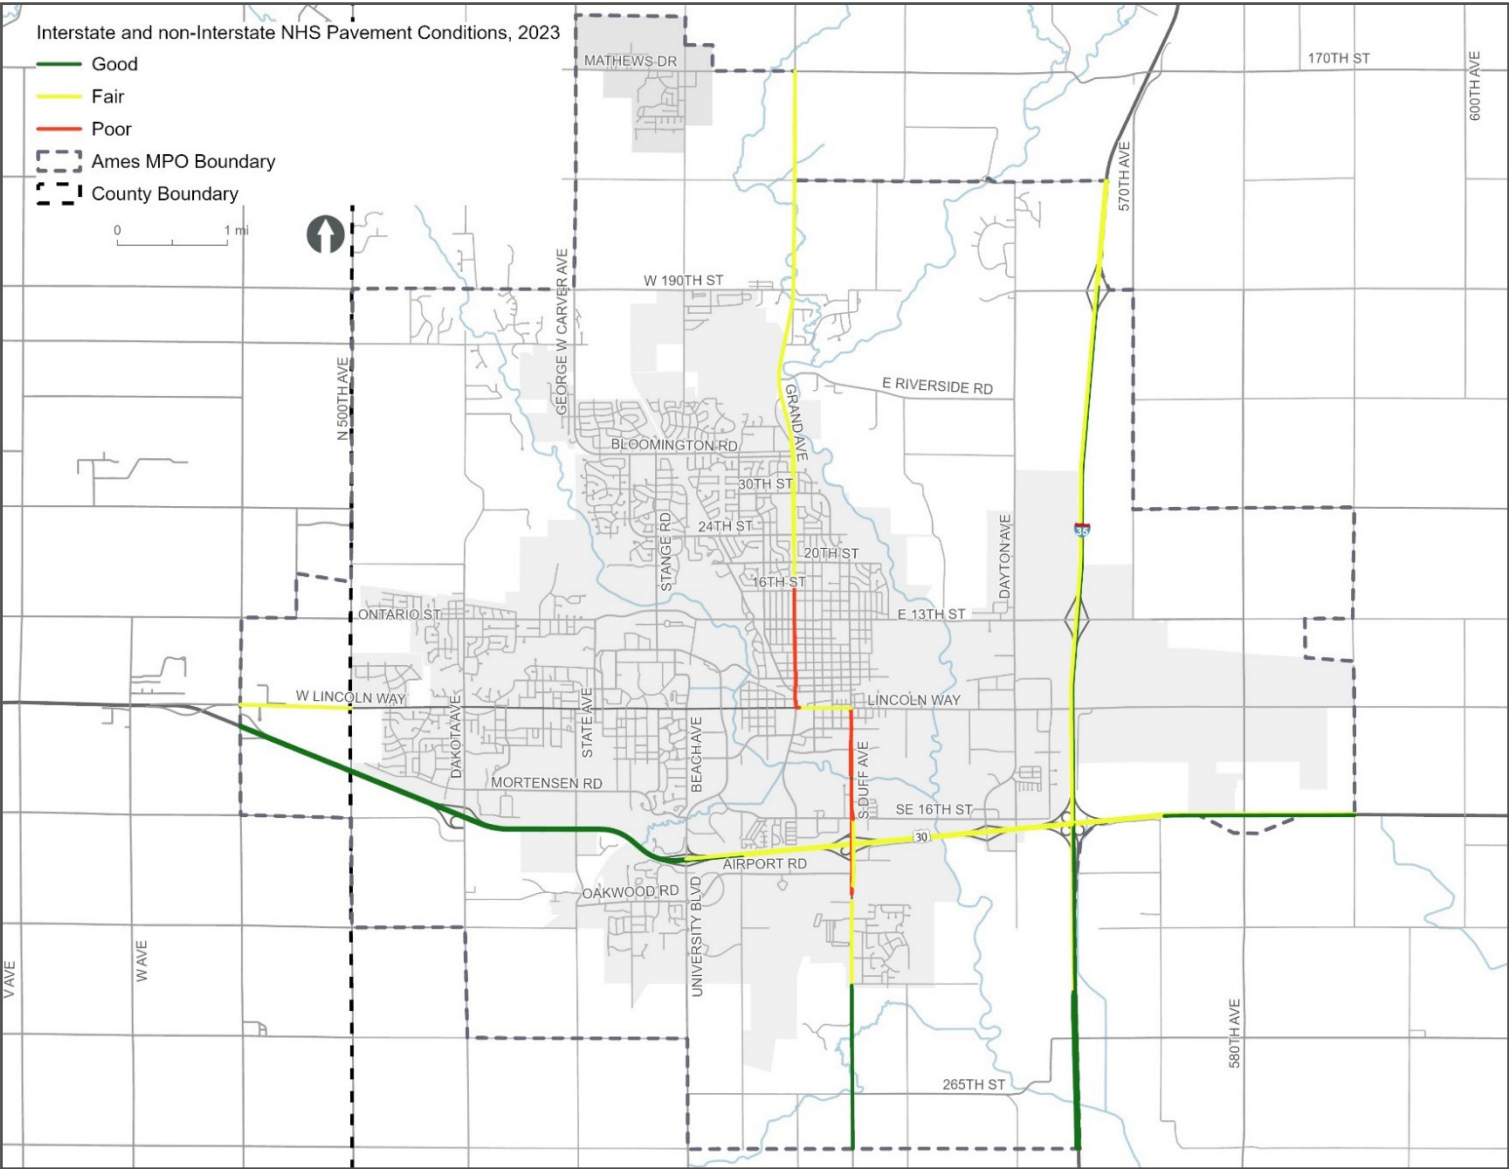 Interstate and non-Interstate NHS Pavement Conditions, 2023
Good
Fair
Poor
Ames MPO Boundary
County Boundary
0 1 mi
MATHEWS DR
170TH ST
600TH AVE
570TH AVE
W 190TH ST
GEORGE W CARVER AVE
N 500TH AVE
E RIVERSIDE RD
GRAND AVE
BLOOMINGTON RD
30TH ST
24TH ST
STANGE RD
20TH ST
35
16TH ST
DAYTON AVE
ONTARIO ST
E 13TH ST
W LINCOLN WAY
LINCOLN WAY
DAKOTA AVE
STATE AVE
BEACH AVE
S DUFF AVE
MORTENSEN RD
SE 16TH ST
30
AIRPORT RD
OAKWOOD RD
UNIVERSITY BLVD
V AVE
W AVE
580TH AVE
265TH ST